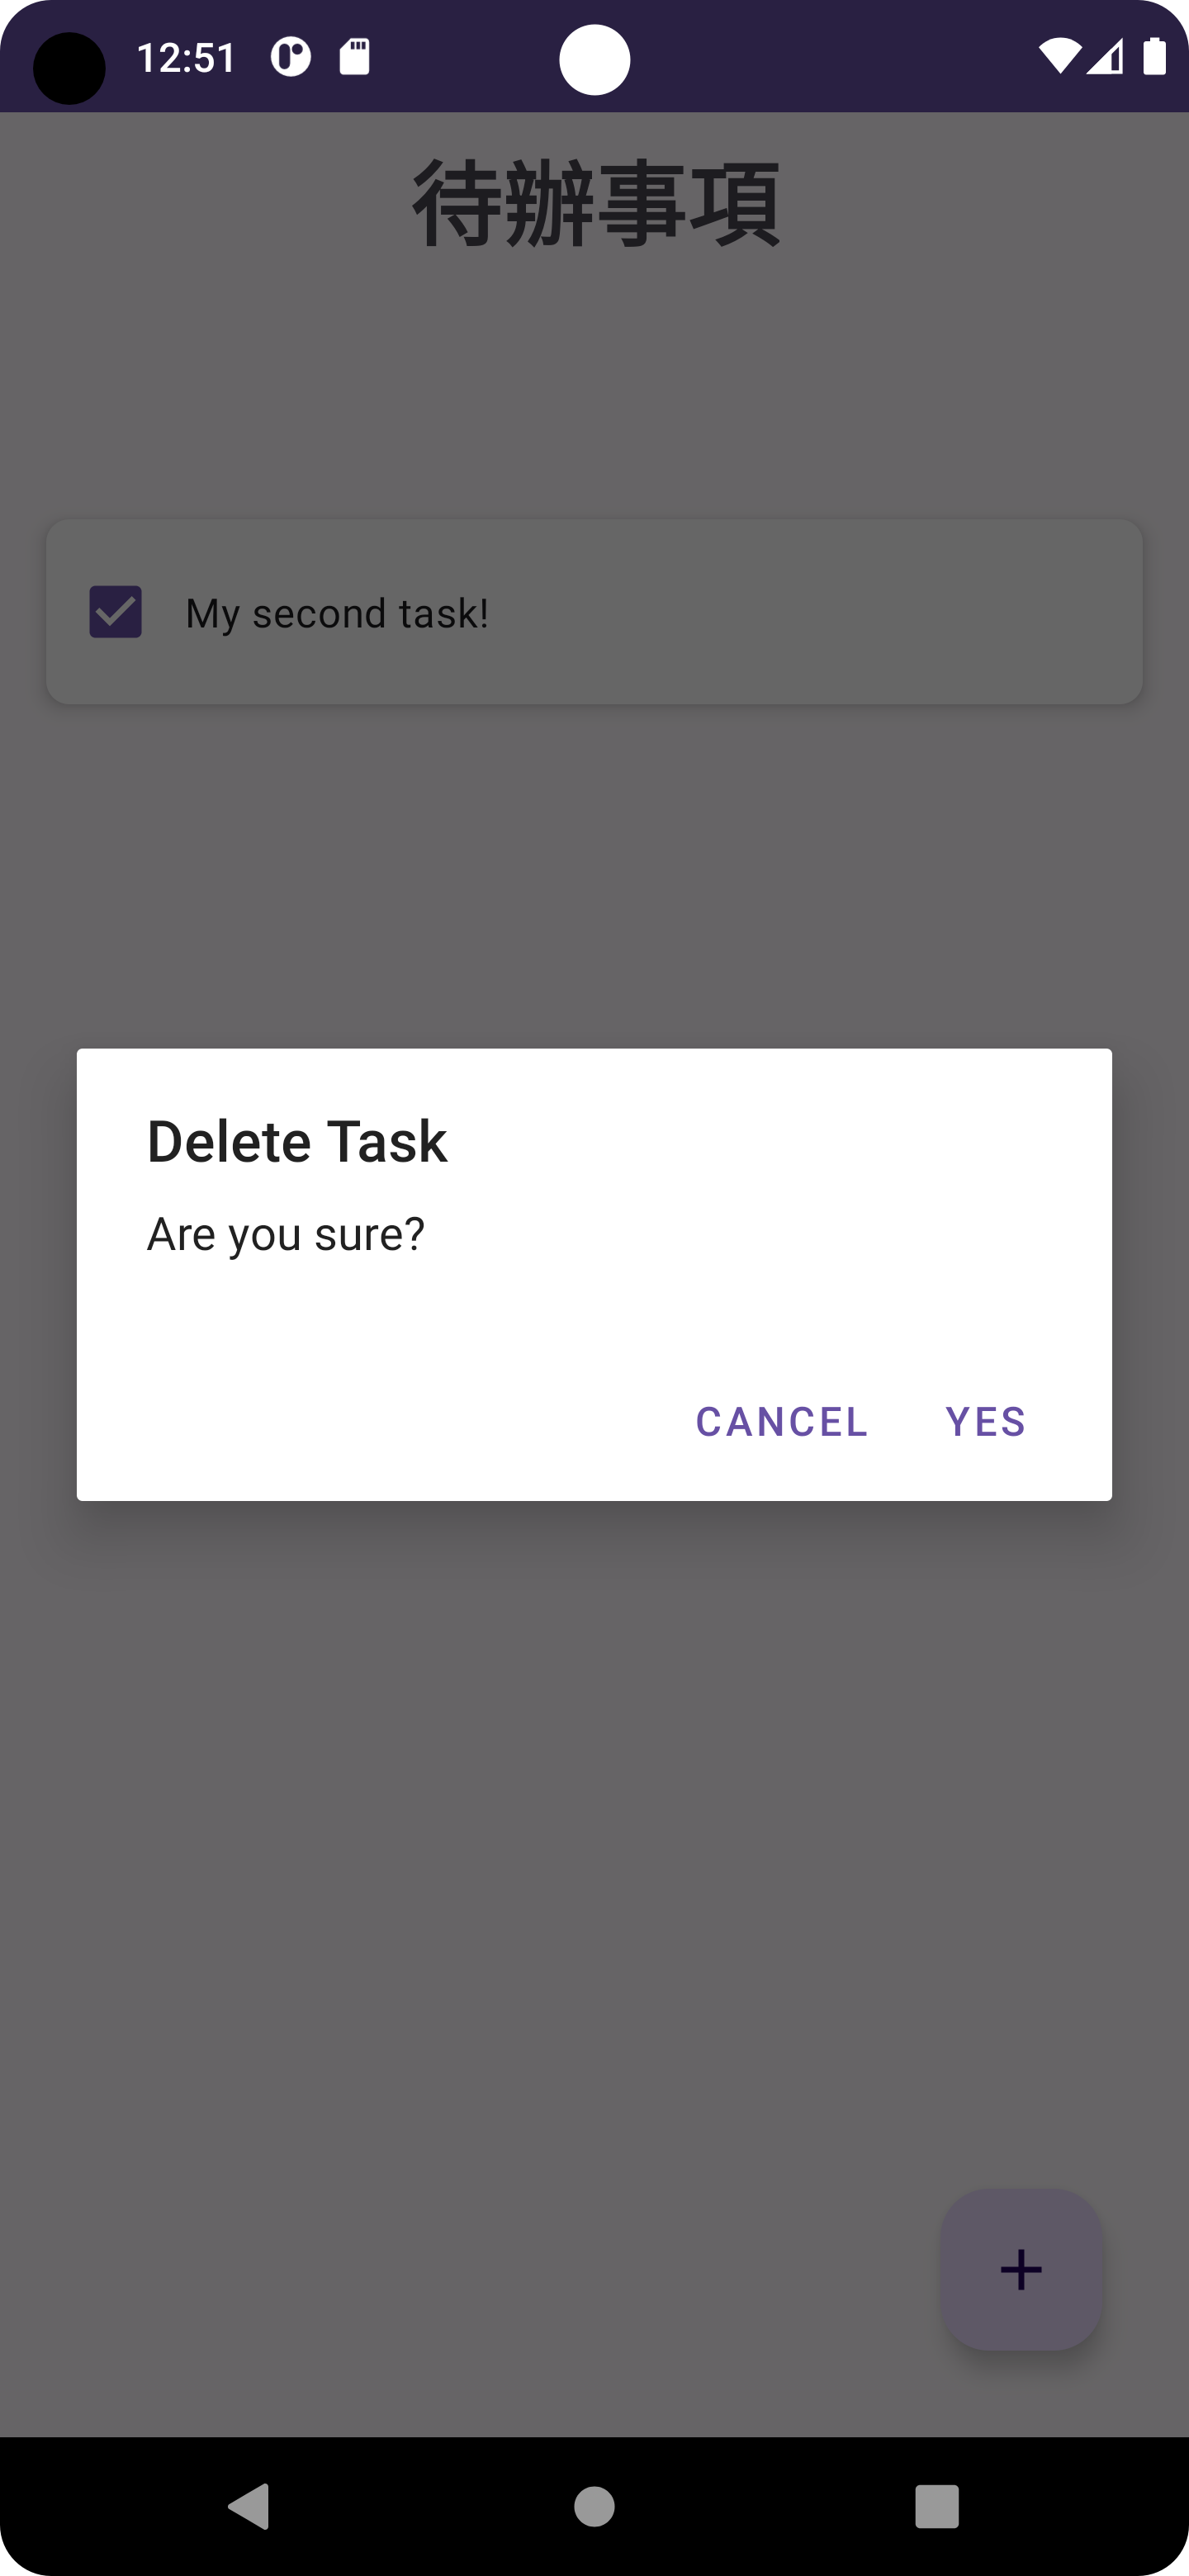 12:51
待辦事項
My second task!
Delete Task
Are you sure?
CANCEL YES